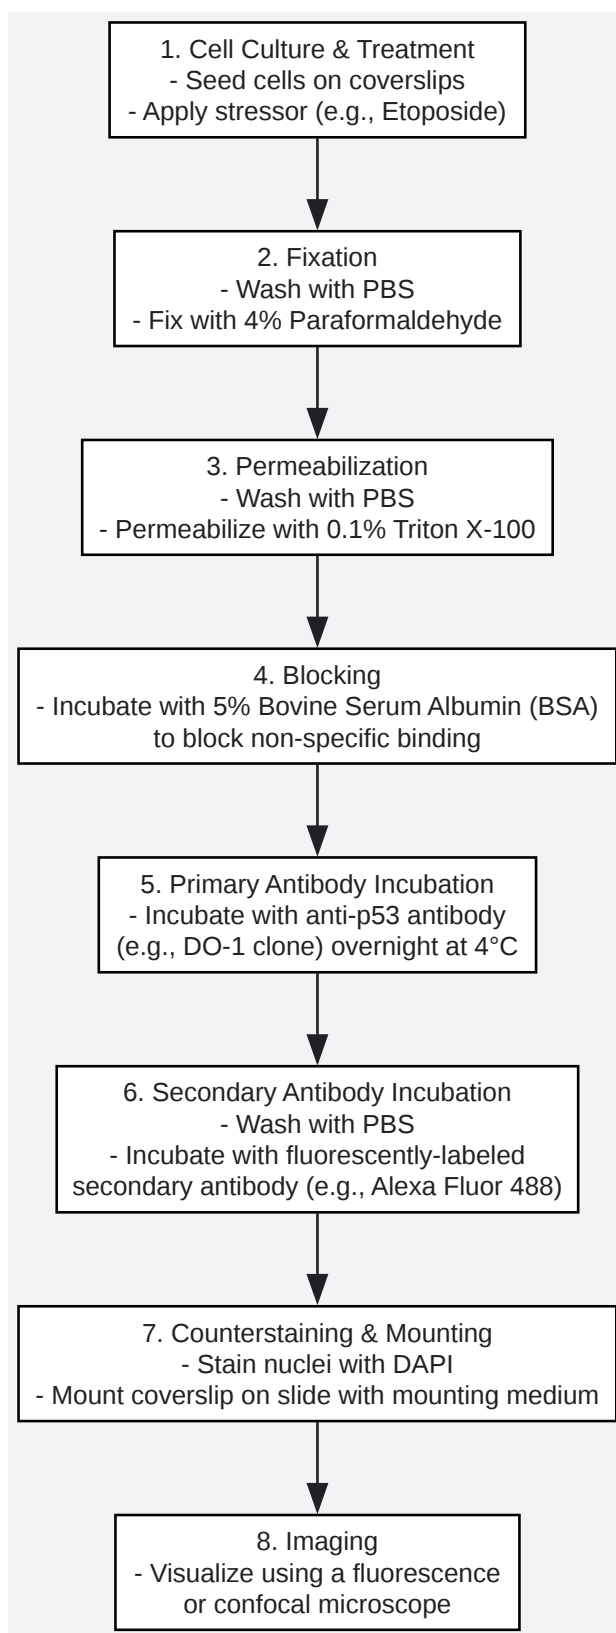 1. Cell Culture & Treatment
- Seed cells on coverslips
- Apply stressor (e.g., Etoposide)
2. Fixation
- Wash with PBS
- Fix with 4% Paraformaldehyde
3. Permeabilization
- Wash with PBS
- Permeabilize with 0.1% Triton X-100
4. Blocking
- Incubate with 5% Bovine Serum Albumin (BSA)
to block non-specific binding
5. Primary Antibody Incubation
- Incubate with anti-p53 antibody
(e.g., DO-1 clone) overnight at 4°C
6. Secondary Antibody Incubation
- Wash with PBS
- Incubate with fluorescently-labeled
secondary antibody (e.g., Alexa Fluor 488)
7. Counterstaining & Mounting
- Stain nuclei with DAPI
- Mount coverslip on slide with mounting medium
8. Imaging
- Visualize using a fluorescence
or confocal microscope